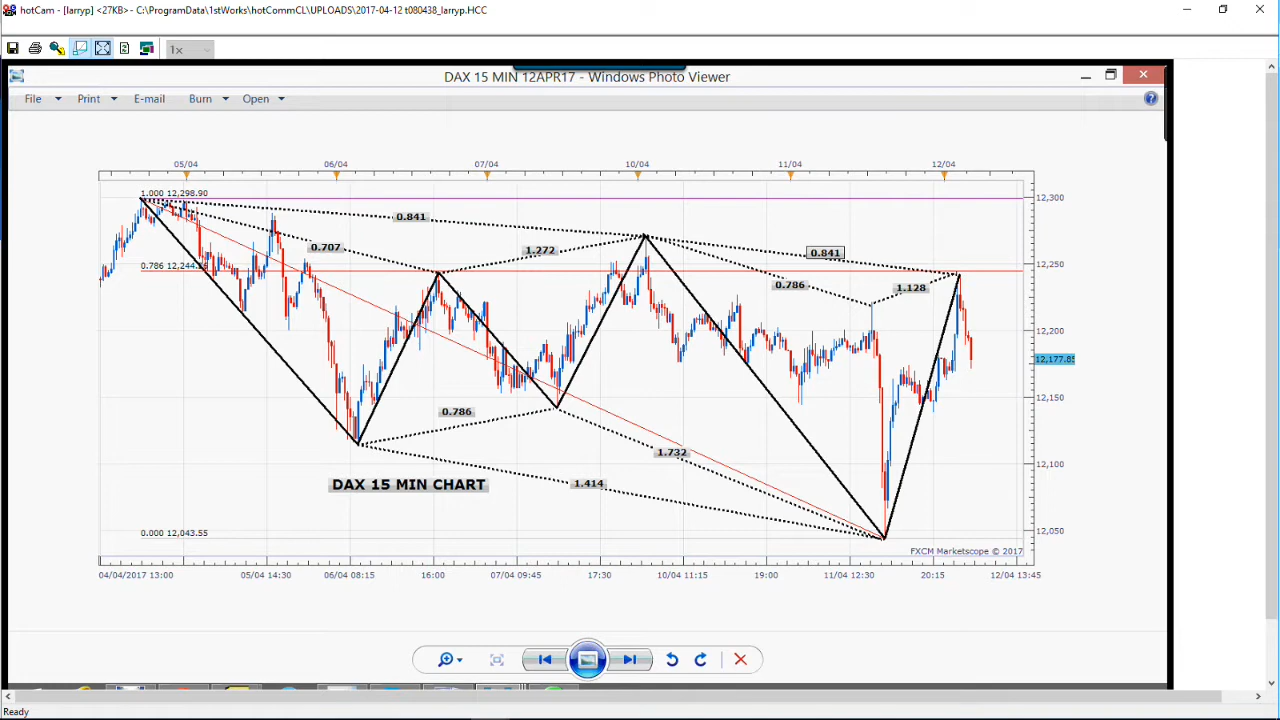 hotCam - [larryp] <27KB> - C:\ProgramData\1stWorks\hotCommCL\UPLOADS\2017-04-12 t080438_larryp.HCC
1x
DAX 15 MIN 12APR17 - Windows Photo Viewer
File Print E-mail Burn Open
05/04 06/04 07/04 10/04 11/04 12/04
1.000 12,298.90
12,300
0.841
0.707
1.272
0.841
0.786 12,244.
12,250
0.786
1.128
12,200
12,177.85
12,150
0.786
1.732
12,100
DAX 15 MIN CHART
1.414
0.000 12,043.55
12,050
FXCM Marketscope © 2017
04/04/2017 13:00 05/04 14:30 06/04 08:15 16:00 07/04 09:45 17:30 10/04 11:15 19:00 11/04 12:30 20:15 12/04 13:45
Ready